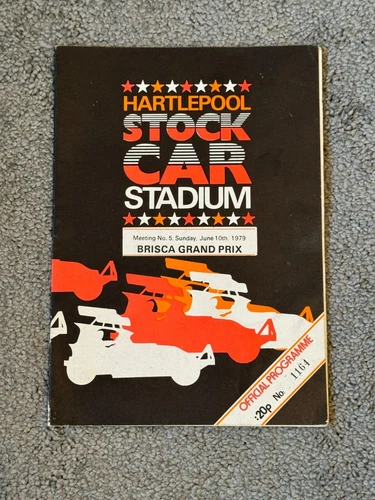 HARTLEPOOL
STOCK
CAR
STADIUM
Meeting No. 5: Sunday, June 10th, 1979
BRISCA GRAND PRIX
OFFICIAL PROGRAMME
:20p No. 1164